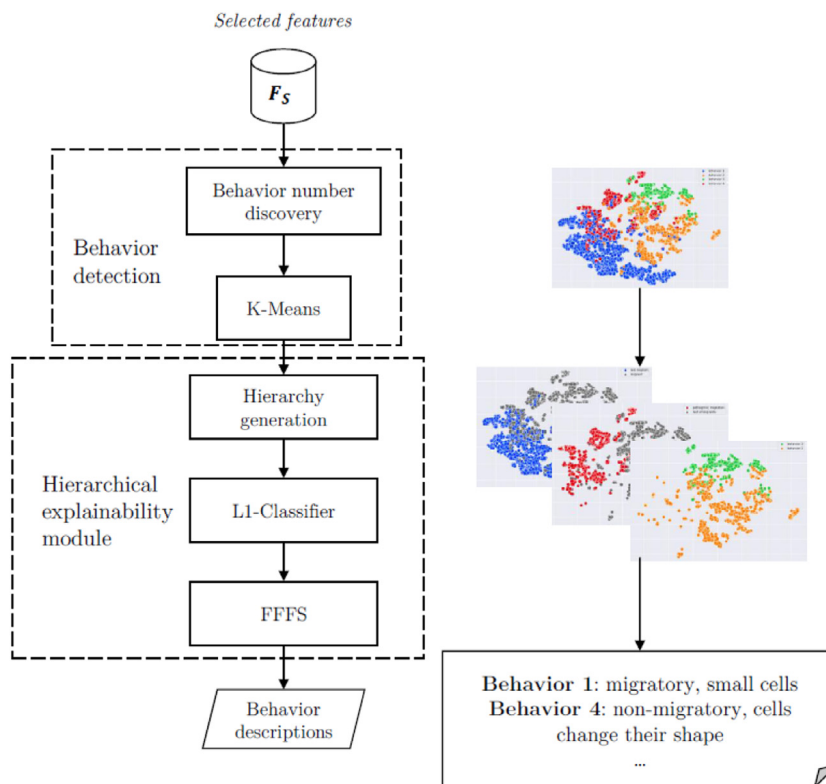 Selected features
F_S
Behavior number
discovery
Behavior
detection
K-Means
Hierarchy
generation
Hierarchical
explainability
module
L1-Classifier
FFFS
Behavior
descriptions
Behavior 1: migratory, small cells
Behavior 4: non-migratory, cells
change their shape
...